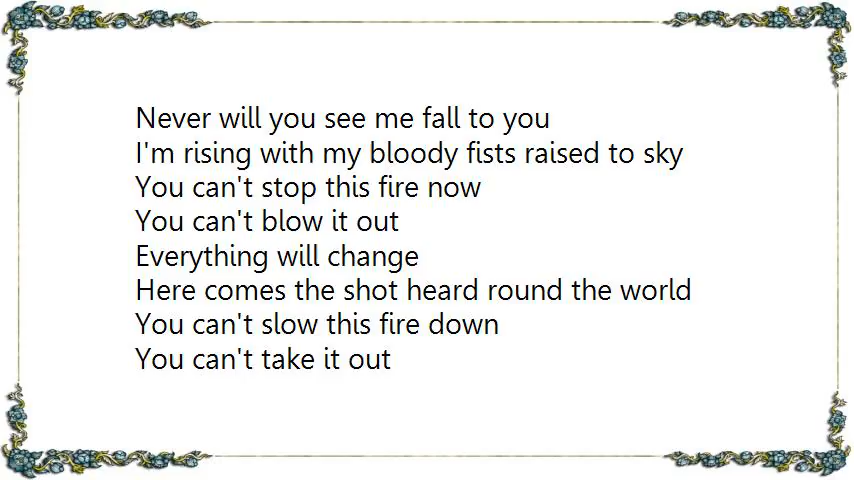 Never will you see me fall to you
I'm rising with my bloody fists raised to sky
You can't stop this fire now
You can't blow it out
Everything will change
Here comes the shot heard round the world
You can't slow this fire down
You can't take it out